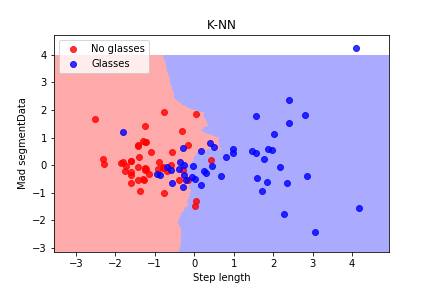 K-NN
No glasses
Glasses
Mad segmentData
4
3
2
1
0
−1
−2
−3
−3 −2 −1 0 1 2 3 4
Step length